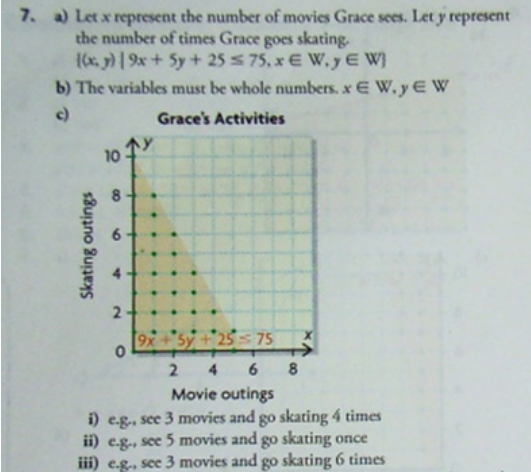 7. a) Let x represent the number of movies Grace sees. Let y represent
the number of times Grace goes skating.
{(x, y) | 9x + 5y + 25 ≤ 75, x ∈ W, y ∈ W}
b) The variables must be whole numbers. x ∈ W, y ∈ W
c)
Grace's Activities
y
10
8
6
4
2
0
Skating outings
9x + 5y + 25 ≤ 75
x
2 4 6 8
Movie outings
i) e.g., see 3 movies and go skating 4 times
ii) e.g., see 5 movies and go skating once
iii) e.g., see 3 movies and go skating 6 times